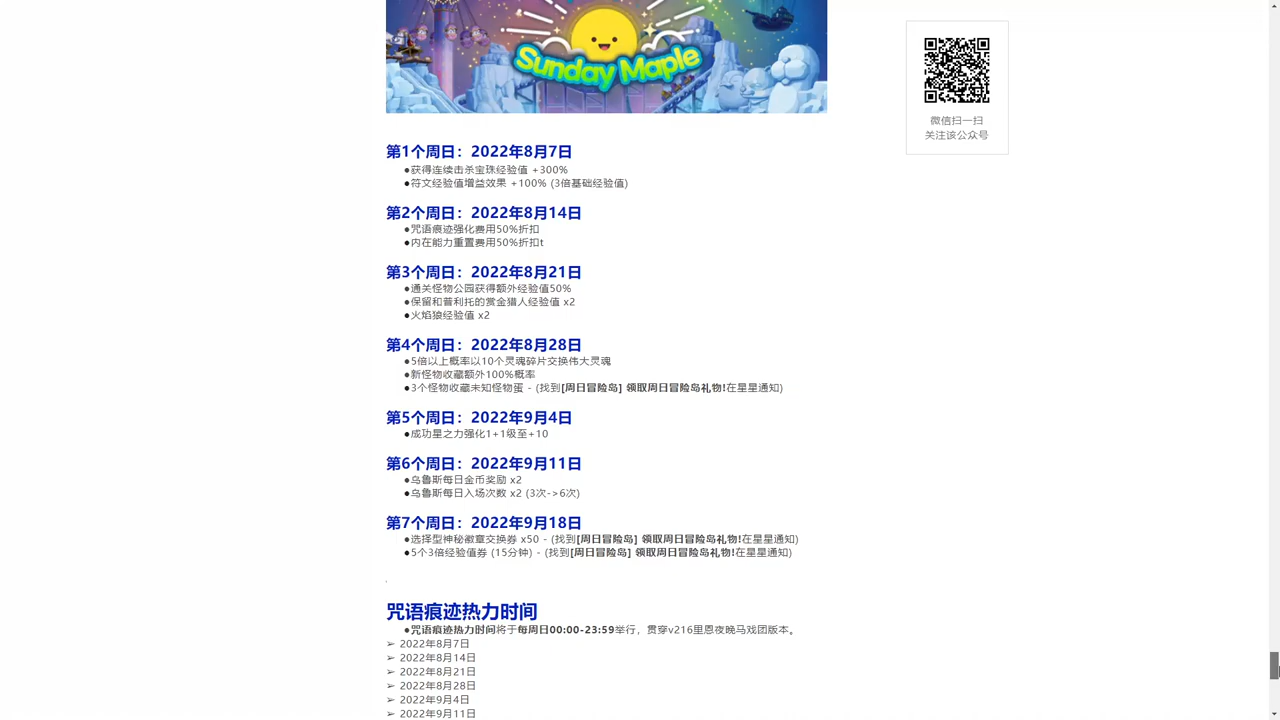 Sunday Maple
微信扫一扫
关注该公众号
第1个周日：2022年8月7日
●获得连续击杀宝珠经验值 +300%
●符文经验值增益效果 +100% (3倍基础经验值)
第2个周日：2022年8月14日
●咒语痕迹强化费用50%折扣
●内在能力重置费用50%折扣t
第3个周日：2022年8月21日
●通关怪物公园获得额外经验值50%
●保留和普利托的赏金猎人经验值 x2
●火焰狼经验值 x2
第4个周日：2022年8月28日
●5倍以上概率以10个灵魂碎片交换伟大灵魂
●新怪物收藏额外100%概率
●3个怪物收藏未知怪物蛋 - (找到[周日冒险岛] 领取周日冒险岛礼物!在星星通知)
第5个周日：2022年9月4日
●成功星之力强化1+1级至+10
第6个周日：2022年9月11日
●乌鲁斯每日金币奖励 x2
●乌鲁斯每日入场次数 x2 (3次->6次)
第7个周日：2022年9月18日
●选择型神秘徽章交换券 x50 - (找到[周日冒险岛] 领取周日冒险岛礼物!在星星通知)
●5个3倍经验值券 (15分钟) - (找到[周日冒险岛] 领取周日冒险岛礼物!在星星通知)
咒语痕迹热力时间
●咒语痕迹热力时间将于每周日00:00-23:59举行，贯穿v216里恩夜晚马戏团版本。
➢ 2022年8月7日
➢ 2022年8月14日
➢ 2022年8月21日
➢ 2022年8月28日
➢ 2022年9月4日
➢ 2022年9月11日